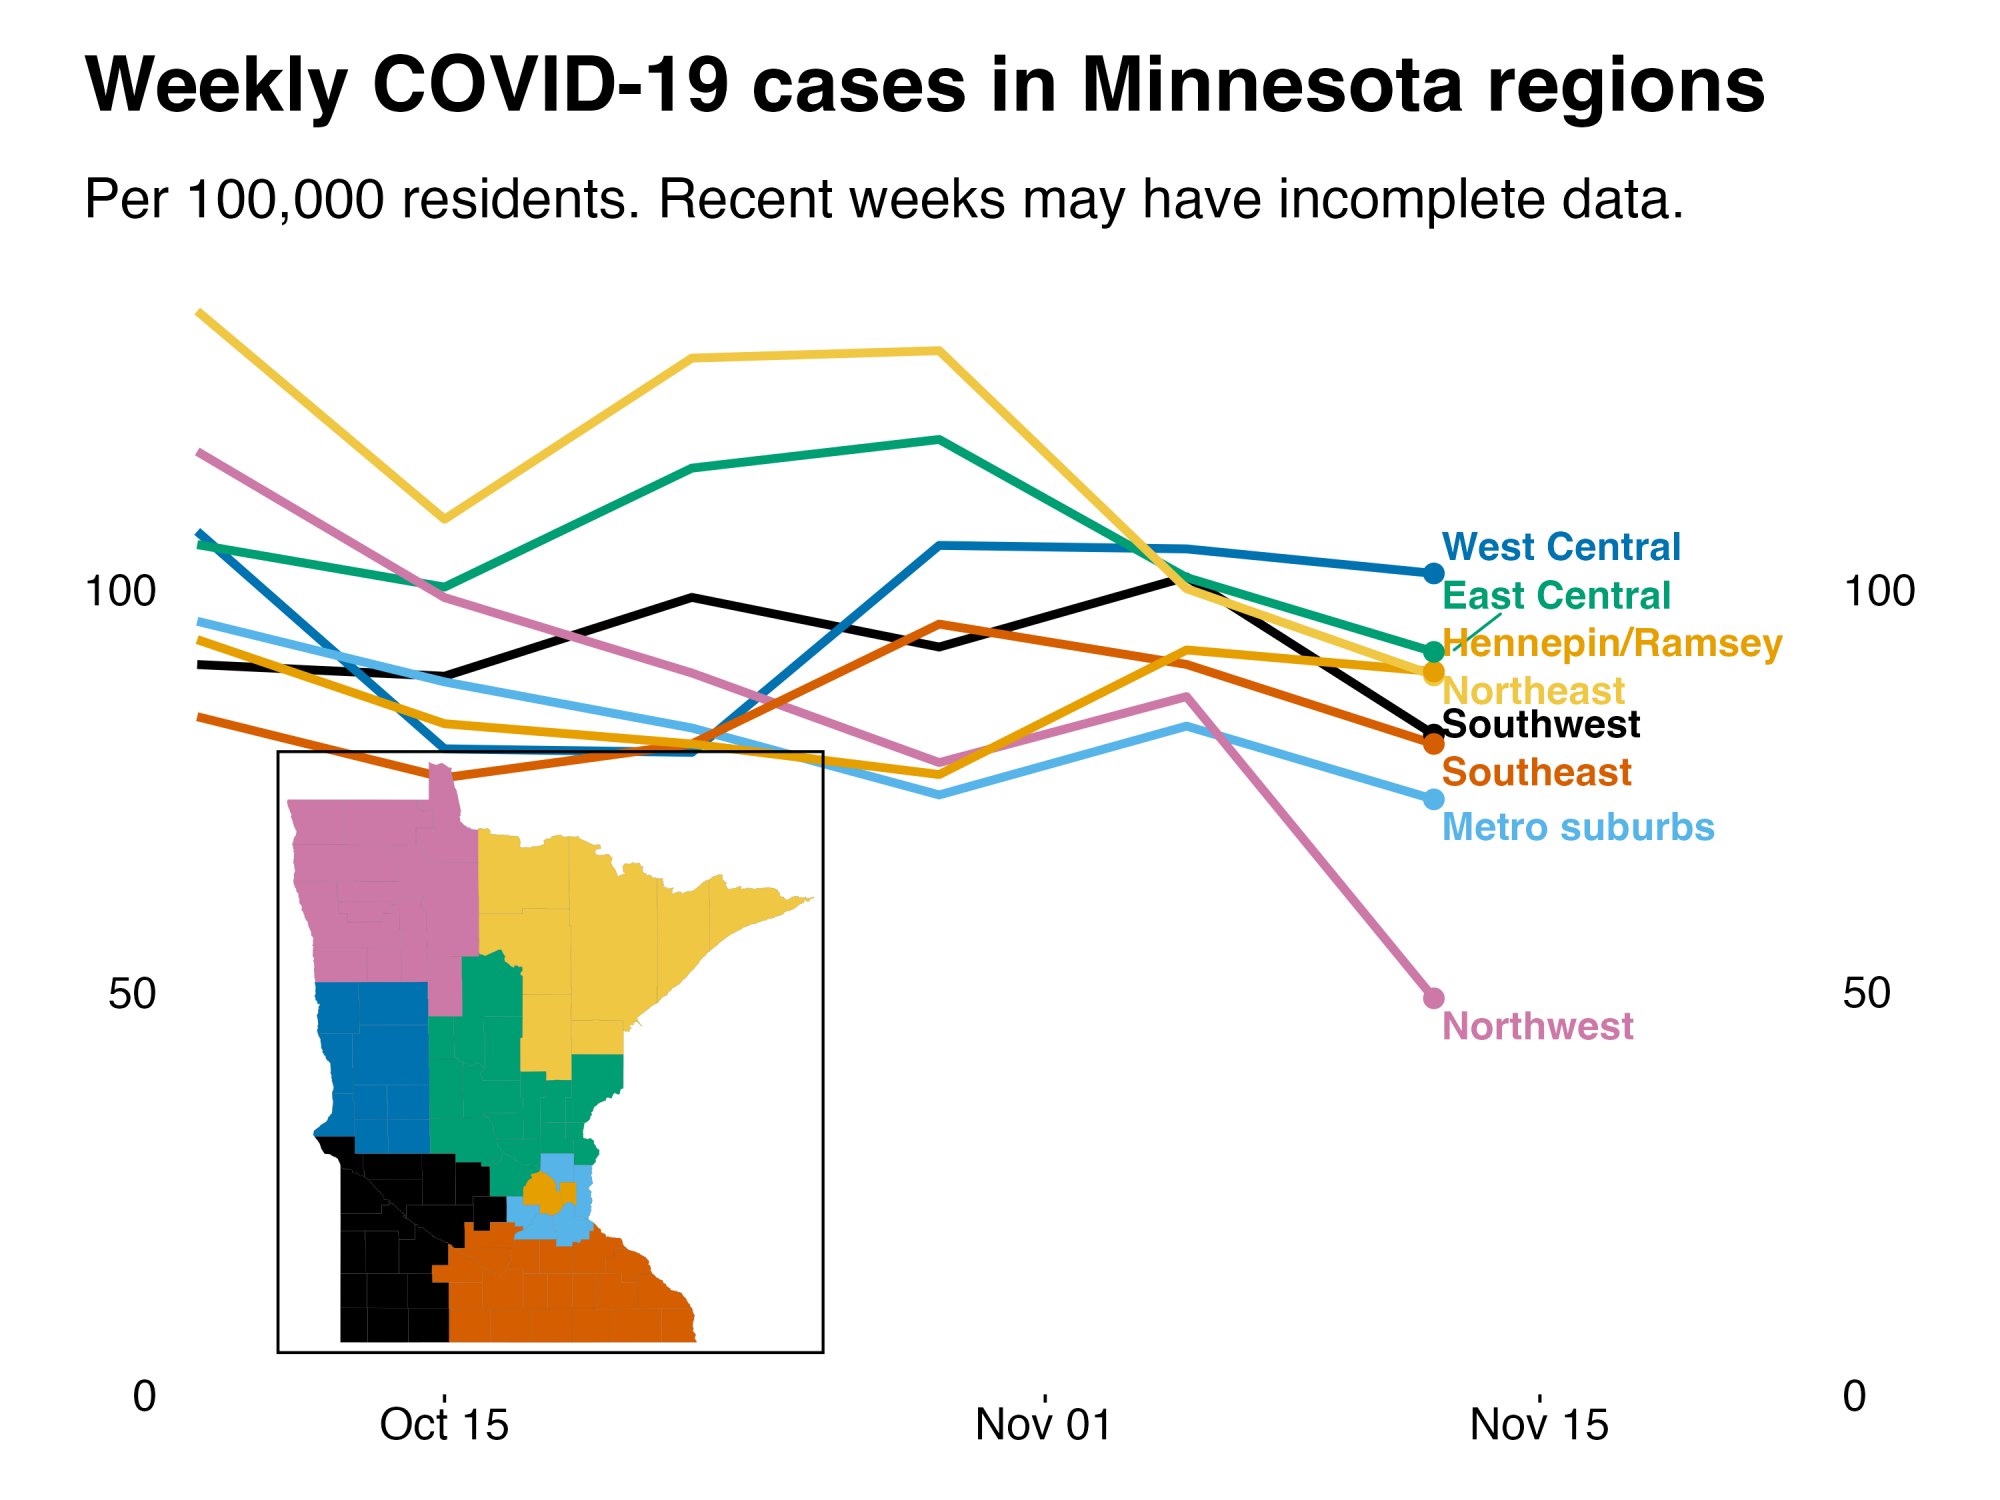 Weekly COVID-19 cases in Minnesota regions
Per 100,000 residents. Recent weeks may have incomplete data.
West Central
100
East Central
100
Hennepin/Ramsey
Northeast
Southwest
Southeast
Metro suburbs
50
50
Northwest
0
0
Oct 15
Nov 01
Nov 15